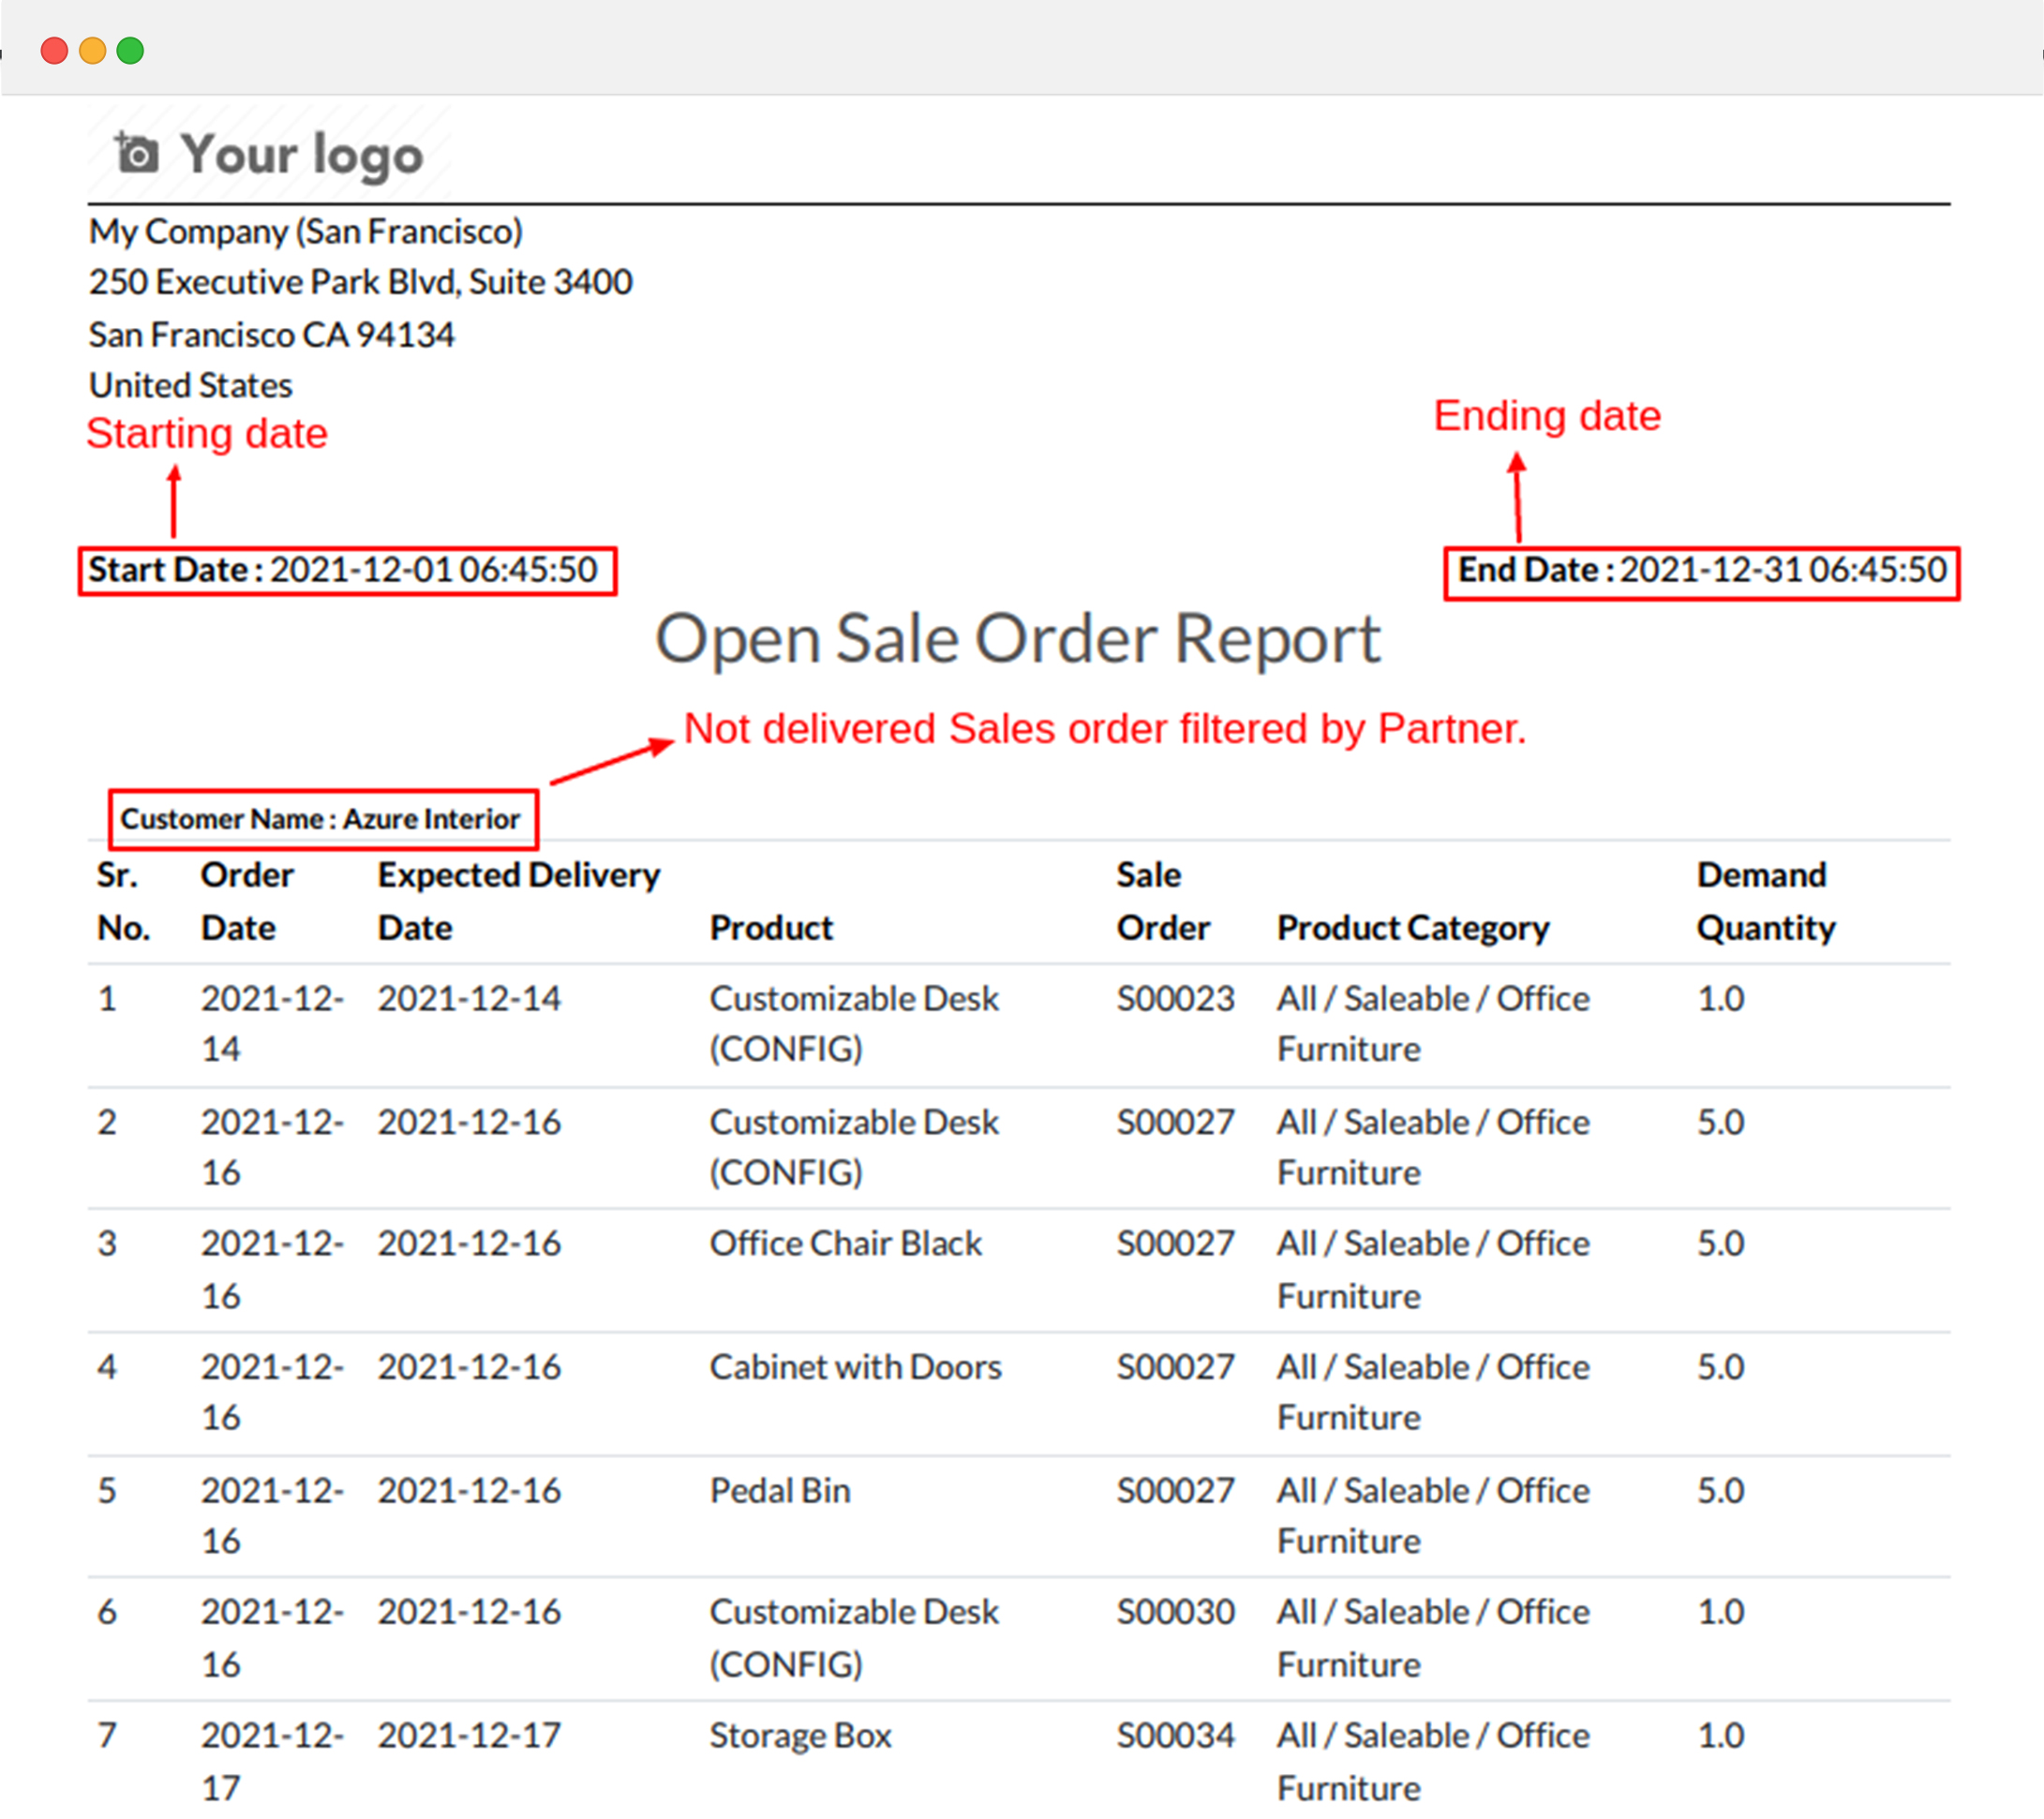 Your logo
My Company (San Francisco)
250 Executive Park Blvd, Suite 3400
San Francisco CA 94134
United States
Starting date
Ending date
Start Date : 2021-12-01 06:45:50
End Date : 2021-12-31 06:45:50
Open Sale Order Report
Not delivered Sales order filtered by Partner.
Customer Name : Azure Interior
Sr. Order Expected Delivery Sale Demand
No. Date Date Product Order Product Category Quantity
1 2021-12- 2021-12-14 Customizable Desk S00023 All / Saleable / Office 1.0
14 (CONFIG) Furniture
2 2021-12- 2021-12-16 Customizable Desk S00027 All / Saleable / Office 5.0
16 (CONFIG) Furniture
3 2021-12- 2021-12-16 Office Chair Black S00027 All / Saleable / Office 5.0
16 Furniture
4 2021-12- 2021-12-16 Cabinet with Doors S00027 All / Saleable / Office 5.0
16 Furniture
5 2021-12- 2021-12-16 Pedal Bin S00027 All / Saleable / Office 5.0
16 Furniture
6 2021-12- 2021-12-16 Customizable Desk S00030 All / Saleable / Office 1.0
16 (CONFIG) Furniture
7 2021-12- 2021-12-17 Storage Box S00034 All / Saleable / Office 1.0
17 Furniture